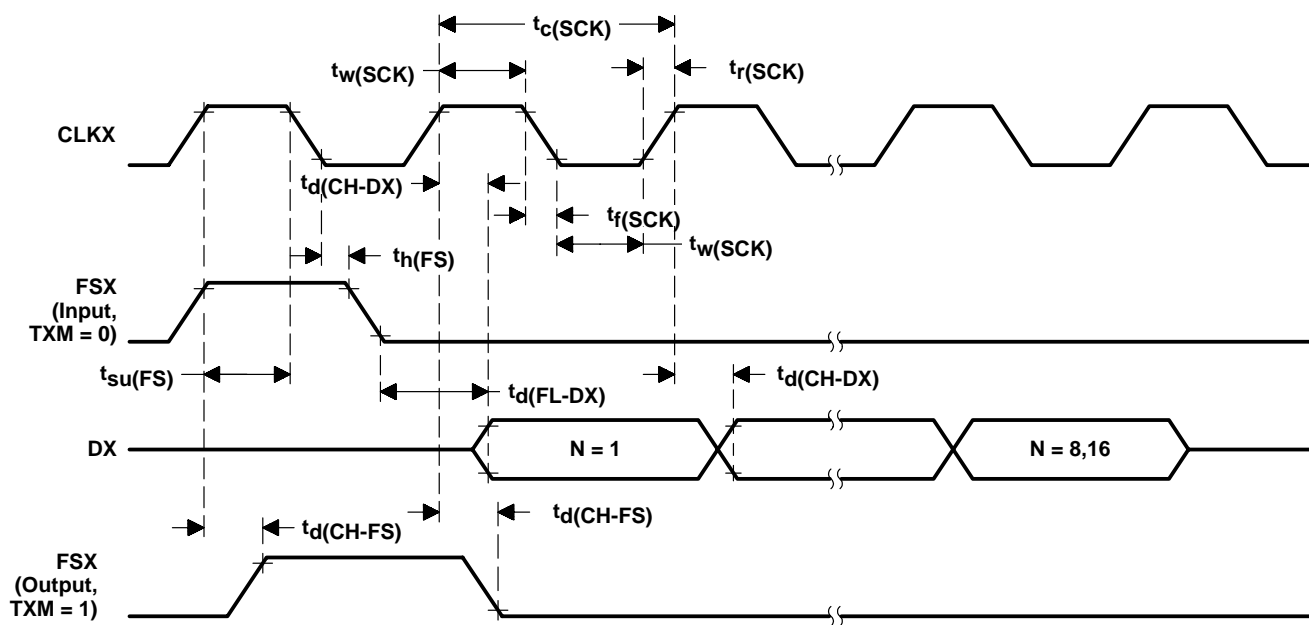 tc(SCK)
tw(SCK)
tr(SCK)
CLKX
td(CH-DX)
tf(SCK)
tw(SCK)
th(FS)
FSX
(Input,
TXM = 0)
tsu(FS)
td(CH-DX)
td(FL-DX)
DX
N = 1
N = 8,16
td(CH-FS)
td(CH-FS)
FSX
(Output,
TXM = 1)